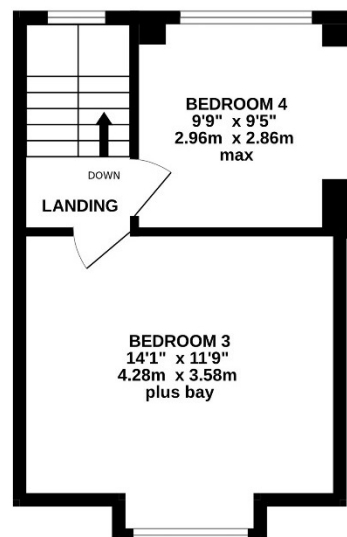 BEDROOM 4
9'9" x 9'5"
2.96m x 2.86m
max
DOWN
LANDING
BEDROOM 3
14'1" x 11'9"
4.28m x 3.58m
plus bay